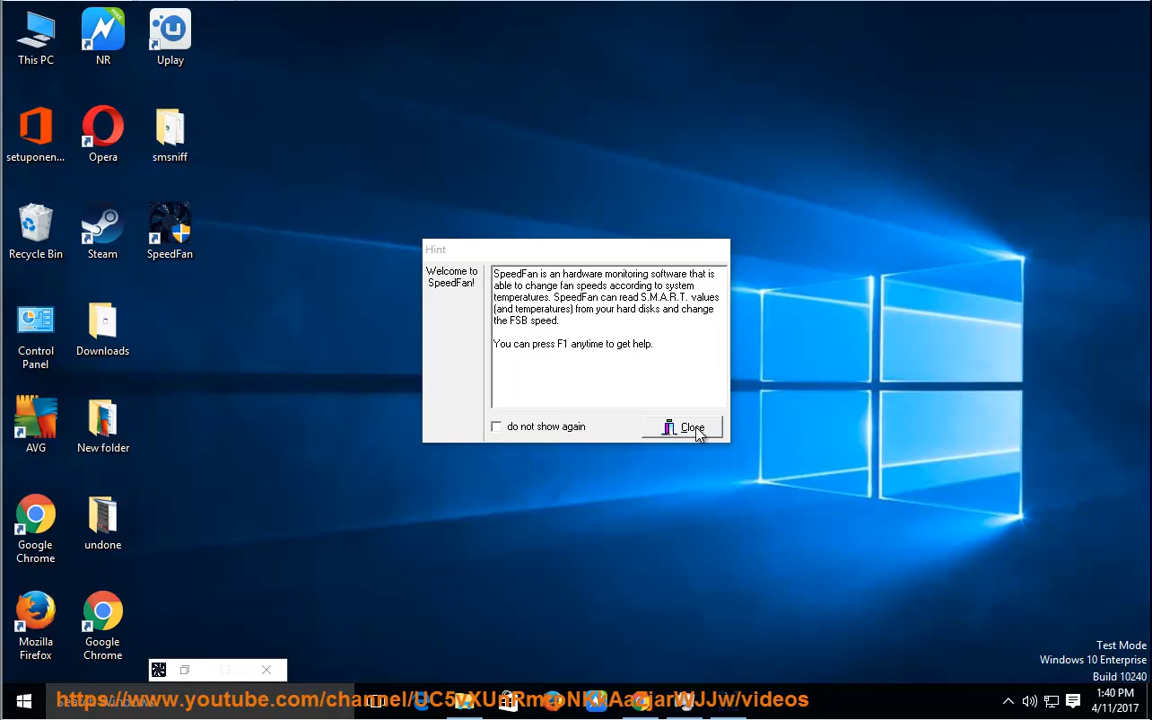 This PC
NR
Uplay
setuponen...
Opera
smsniff
Recycle Bin
Steam
SpeedFan
Control
Panel
Downloads
AVG
New folder
Google
Chrome
undone
Mozilla
Firefox
Google
Chrome
Hint
Welcome to
SpeedFan!
SpeedFan is an hardware monitoring software that is
able to change fan speeds according to system
temperatures. SpeedFan can read S.M.A.R.T. values
(and temperatures) from your hard disks and change
the FSB speed.
You can press F1 anytime to get help.
do not show again
Close
Test Mode
Windows 10 Enterprise
Build 10240
1:40 PM
4/11/2017